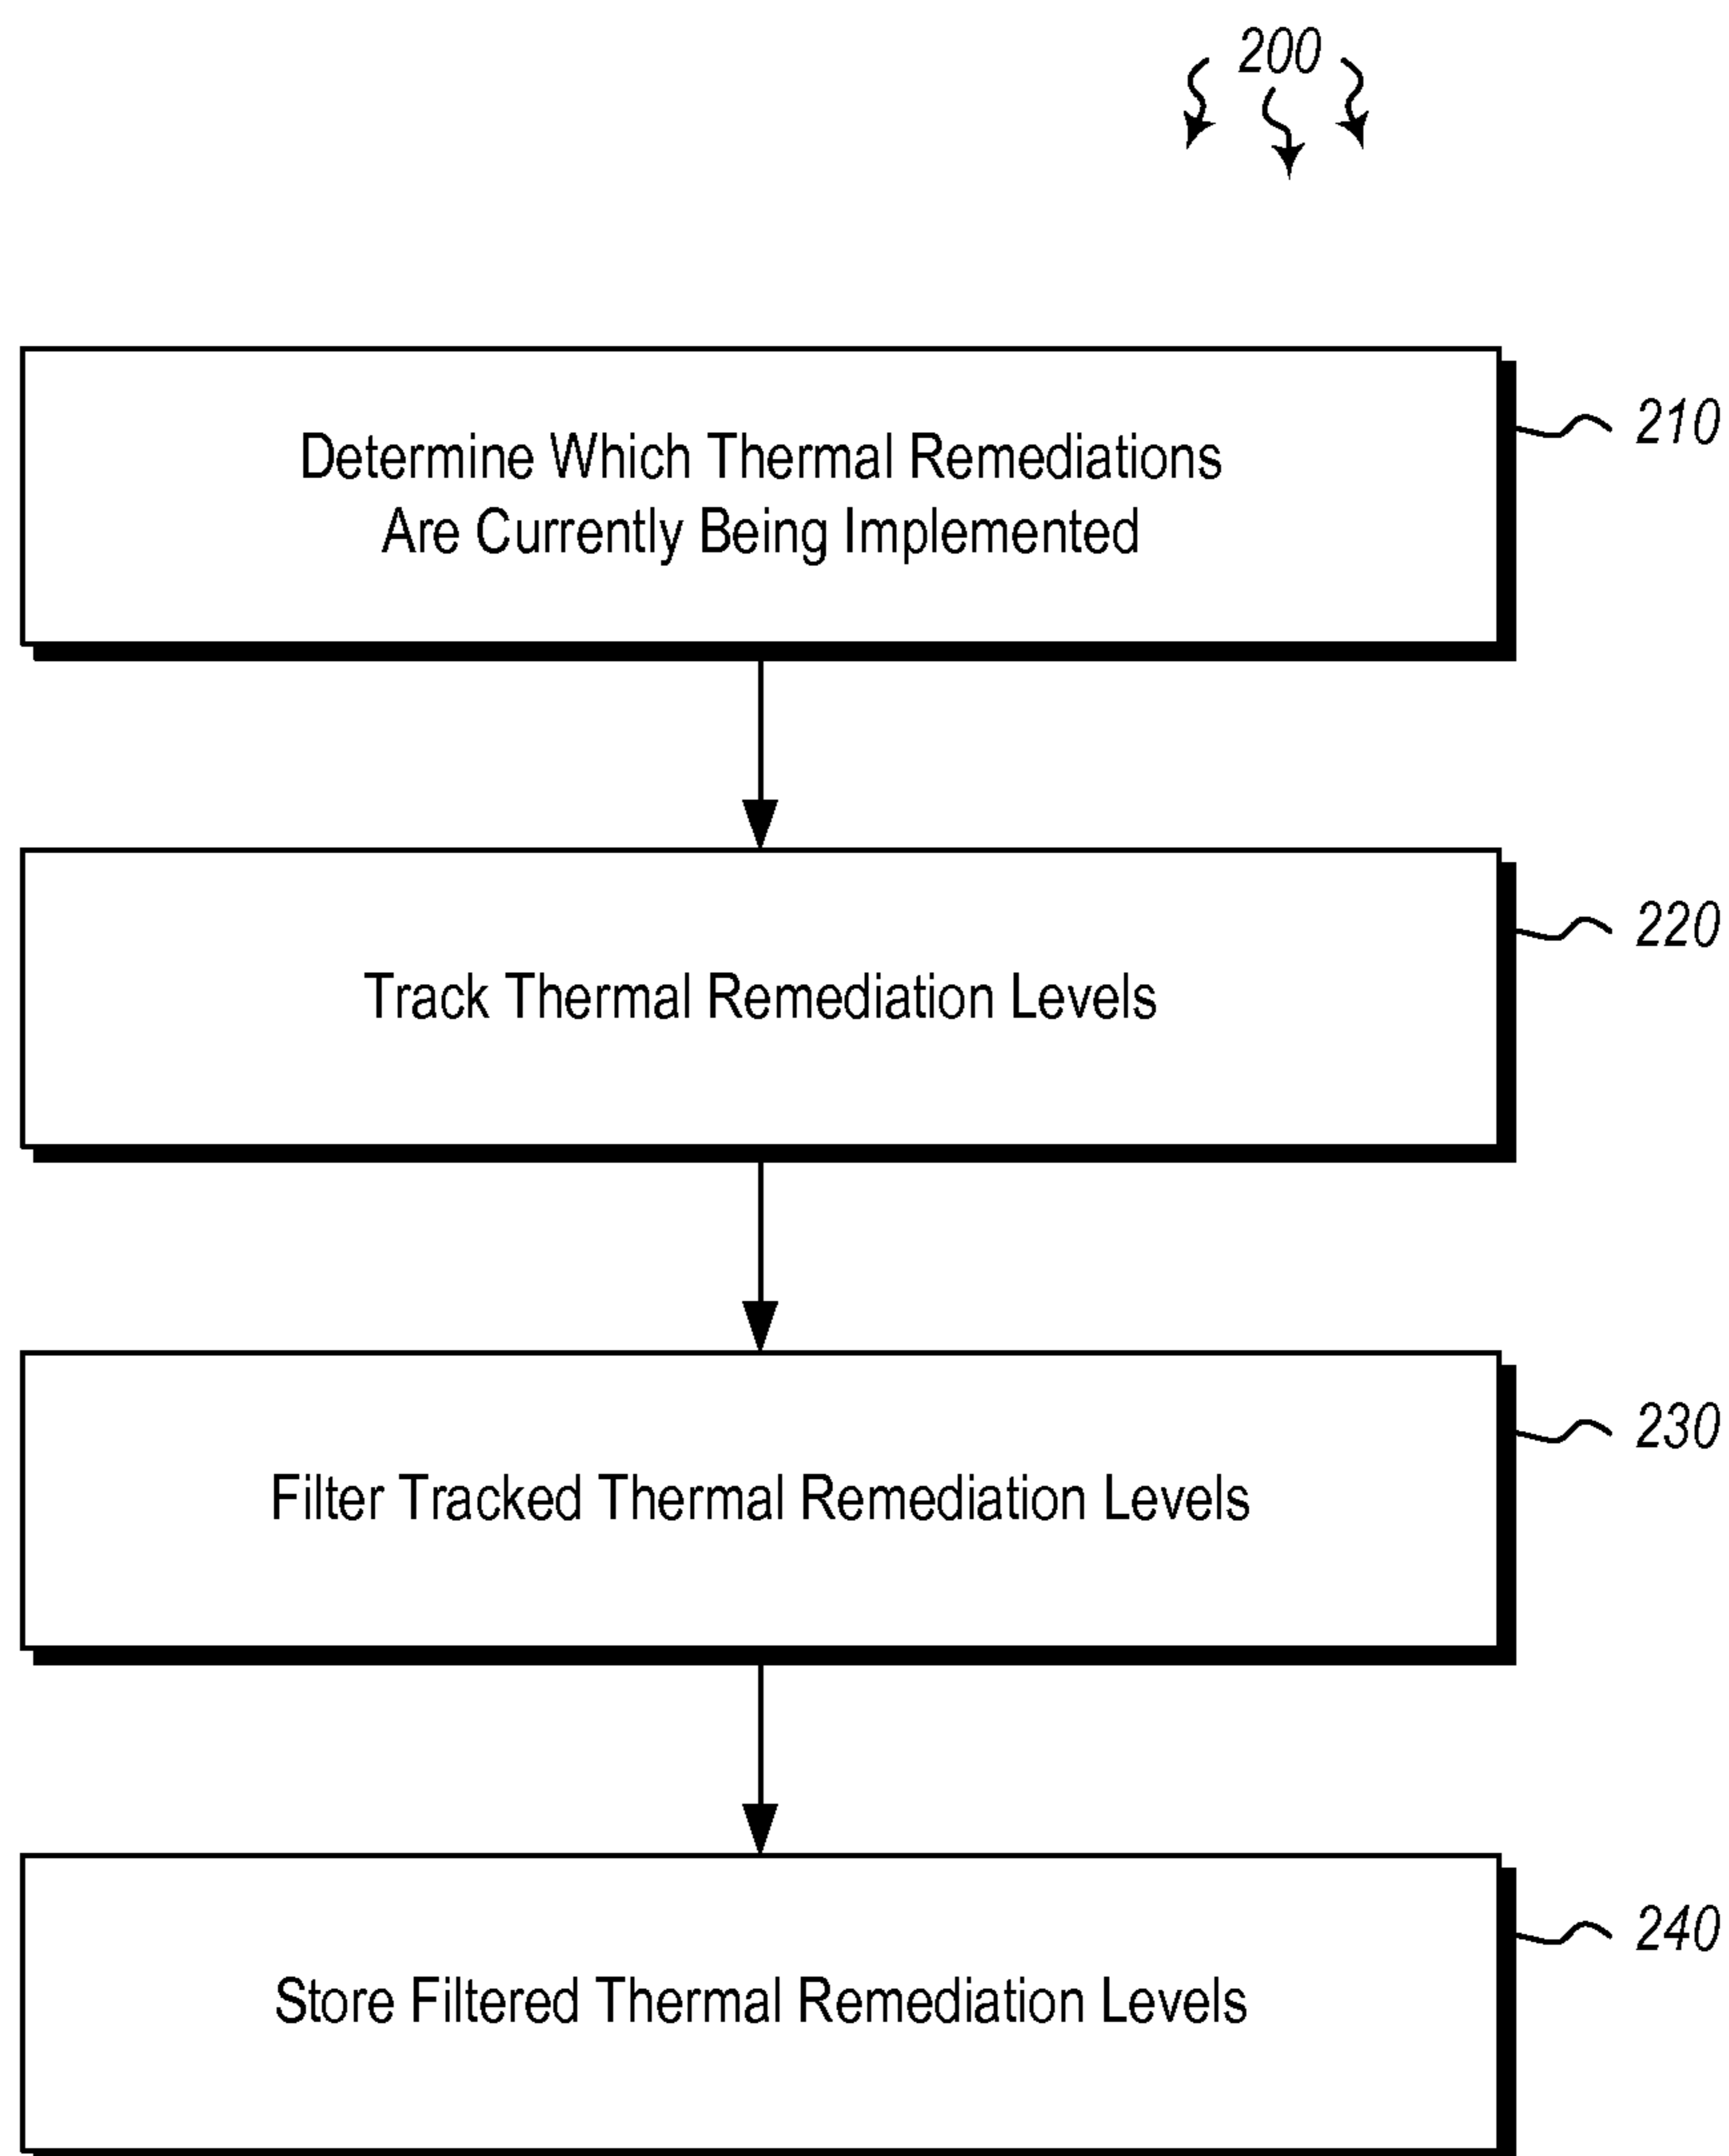 200
Determine Which Thermal Remediations
Are Currently Being Implemented
210
Track Thermal Remediation Levels
220
Filter Tracked Thermal Remediation Levels
230
Store Filtered Thermal Remediation Levels
240